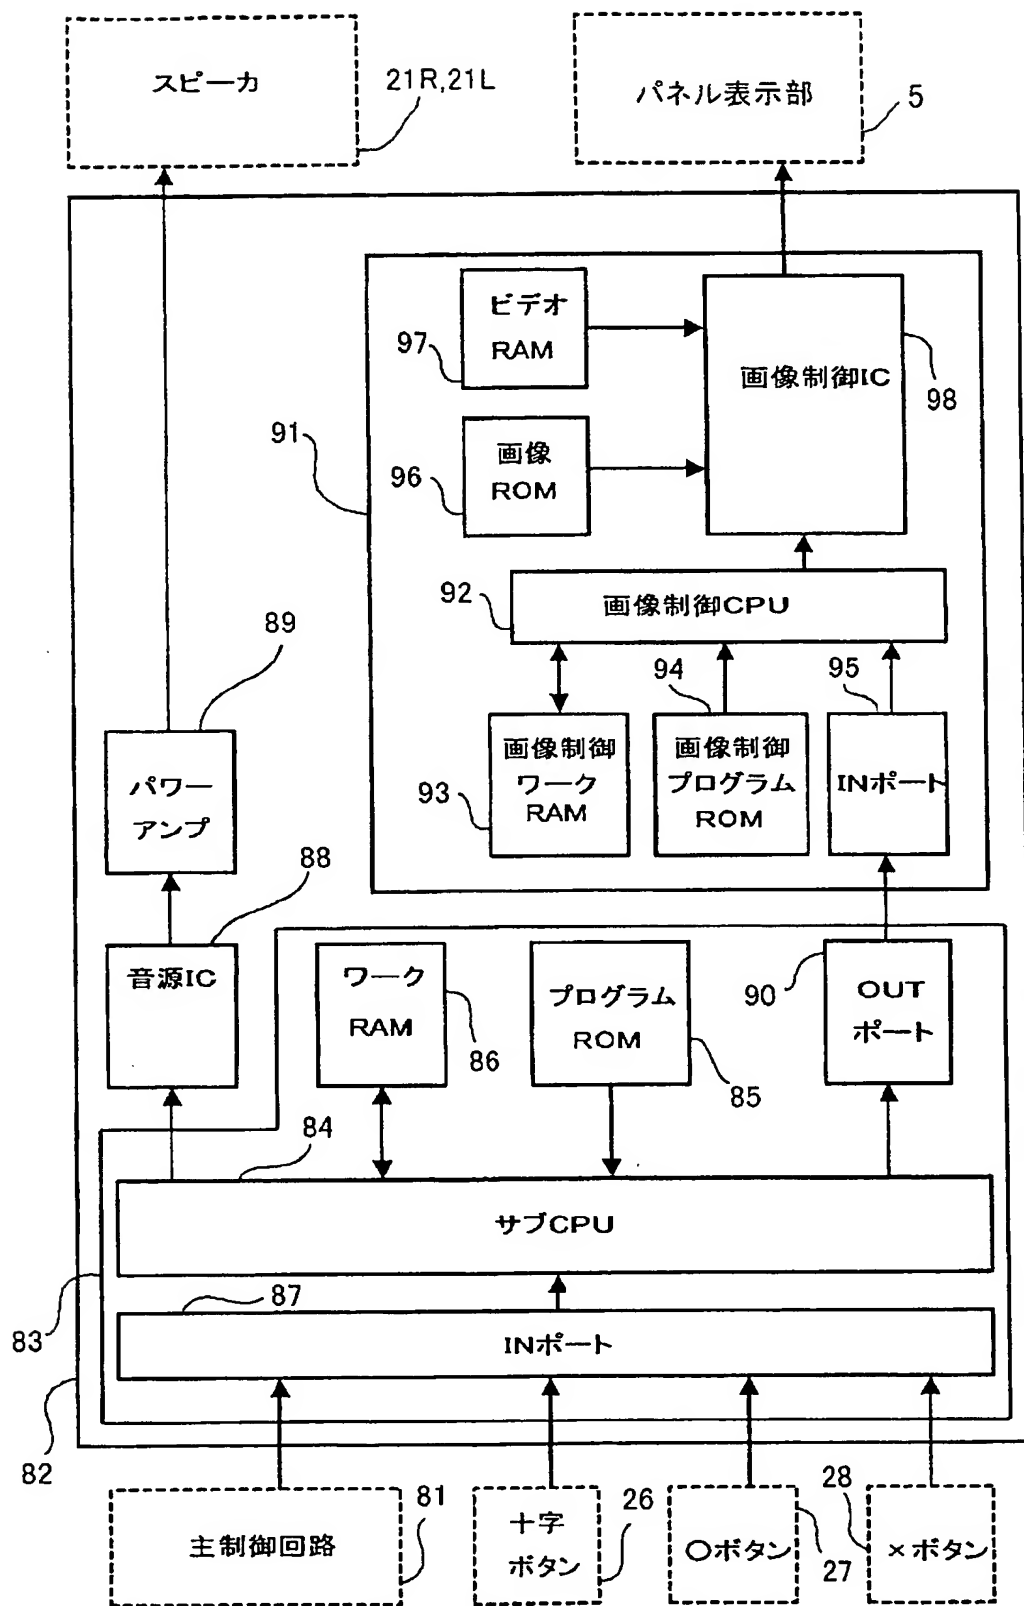 スピーカ
21R,21L
パネル表示部
5
ビデオ
RAM
97
画像制御IC
98
91
画像
ROM
96
92
画像制御CPU
89
94
95
パワー
アンプ
画像制御
ワーク
RAM
93
画像制御
プログラム
ROM
INポート
88
音源IC
ワーク
RAM
86
プログラム
ROM
85
90
OUT
ポート
84
サブCPU
87
83
INポート
82
81
主制御回路
十字
ボタン
26
〇ボタン
27
28
×ボタン